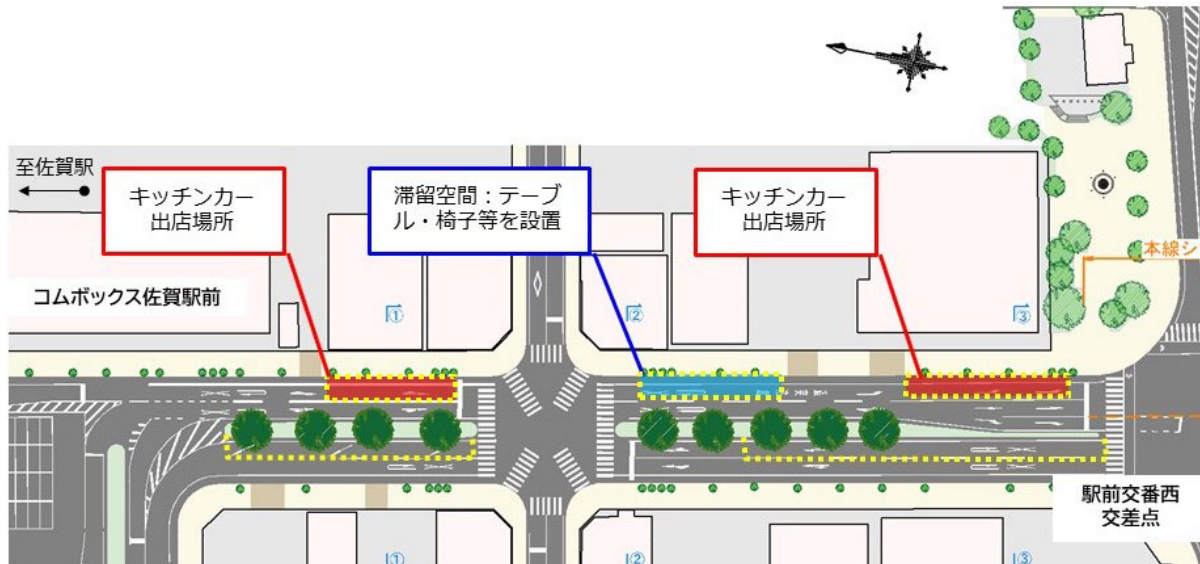 至佐賀駅
キッチンカー
出店場所
滞留空間：テーブ
ル・椅子等を設置
キッチンカー
出店場所
本線シ
コムボックス佐賀駅前
①
②
③
駅前交番西
交差点
①
②
③